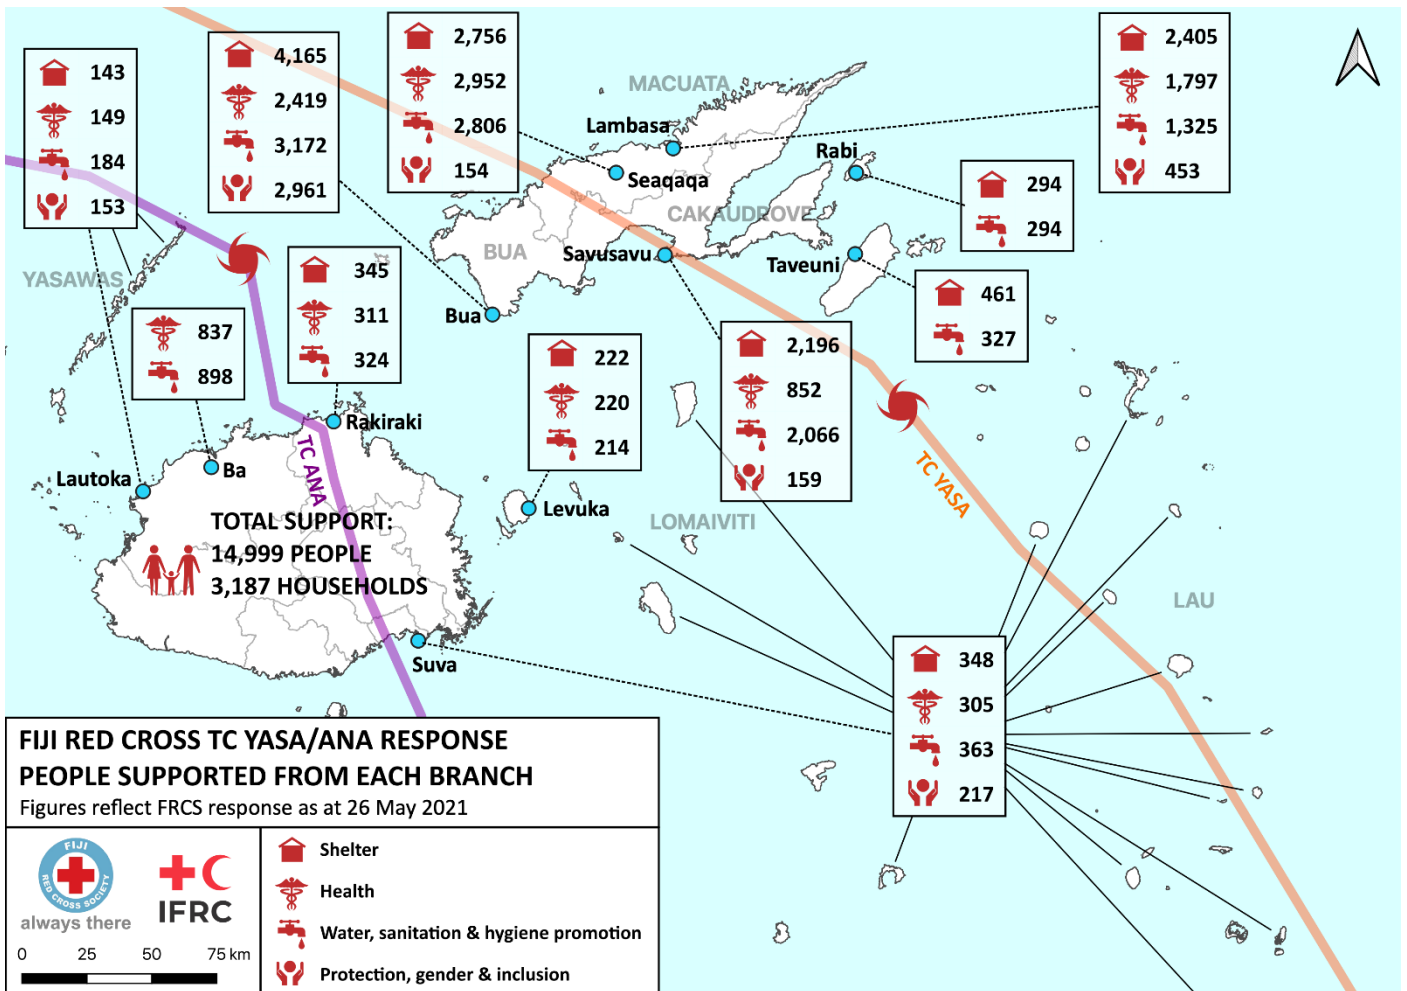 143
149
184
153
4,165
2,419
3,172
2,961
2,756
2,952
2,806
154
2,405
1,797
1,325
453
MACUATA
Lambasa
Seaqaqa
Rabi
CAKAUDROVE
294
294
BUA
Savusavu
Taveuni
YASAWAS
345
311
324
Bua
461
327
837
898
222
220
214
2,196
852
2,066
159
Rakiraki
TC ANA
TC YASA
Lautoka
Ba
Levuka
LOMAIVITI
TOTAL SUPPORT:
14,999 PEOPLE
3,187 HOUSEHOLDS
LAU
Suva
348
305
363
217
FIJI RED CROSS TC YASA/ANA RESPONSE
PEOPLE SUPPORTED FROM EACH BRANCH
Figures reflect FRCS response as at 26 May 2021
FIJI
RED CROSS SOCIETY
always there
IFRC
0 25 50 75 km
Shelter
Health
Water, sanitation & hygiene promotion
Protection, gender & inclusion